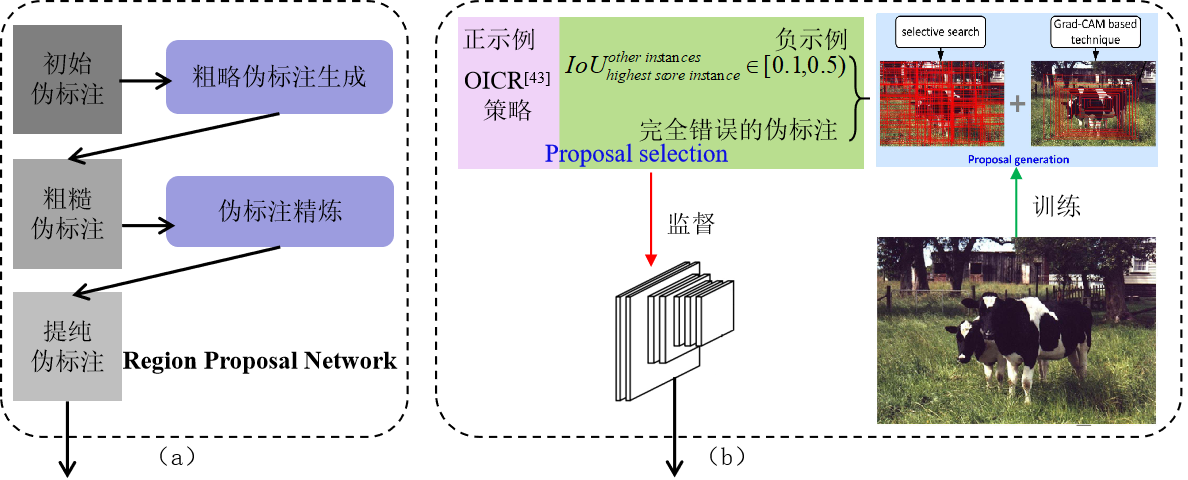 初始
伪标注
粗略伪标注生成
粗糙
伪标注
伪标注精炼
提纯
伪标注
Region Proposal Network
(a)
正示例
OICR[43]
策略
负示例
IoU^{other instances}_{highest score instance} ∈ [0.1,0.5)
完全错误的伪标注
Proposal selection
selective search
Grad-CAM based
technique
+
Proposal generation
监督
训练
(b)